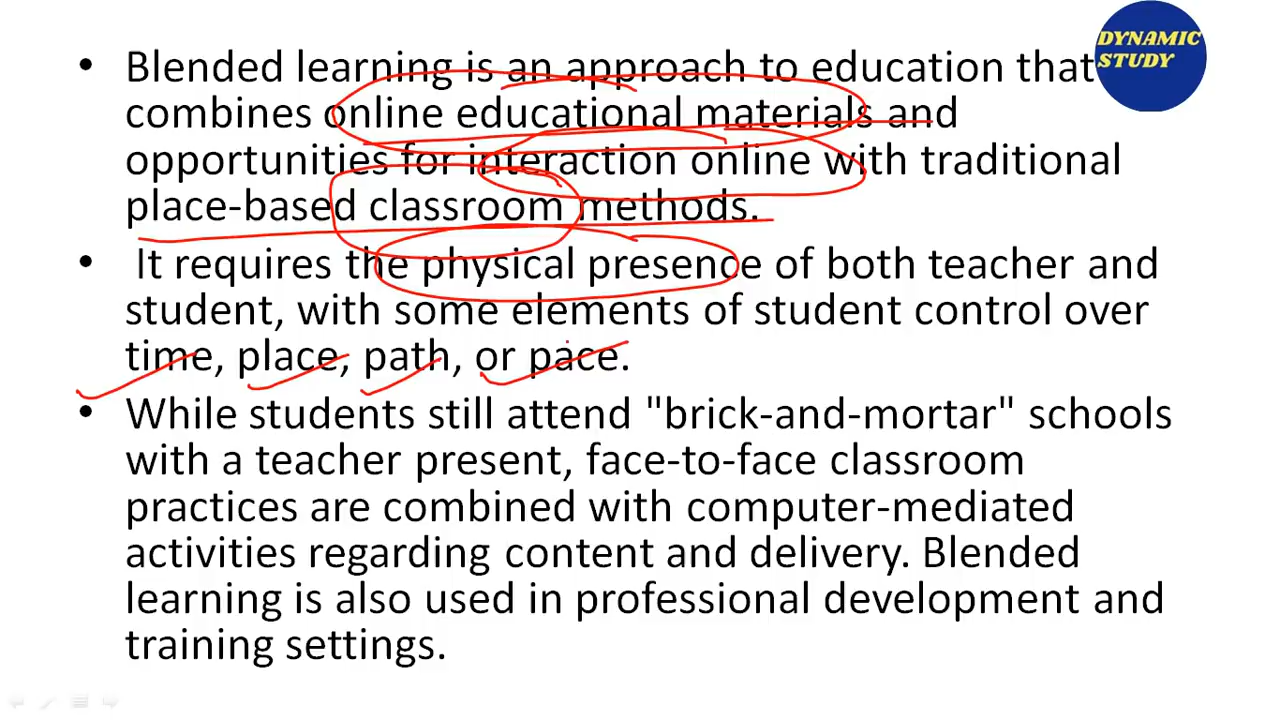 DYNAMIC
STUDY
• Blended learning is an approach to education that
combines online educational materials and
opportunities for interaction online with traditional
place-based classroom methods.
• It requires the physical presence of both teacher and
student, with some elements of student control over
time, place, path, or pace.
• While students still attend "brick-and-mortar" schools
with a teacher present, face-to-face classroom
practices are combined with computer-mediated
activities regarding content and delivery. Blended
learning is also used in professional development and
training settings.